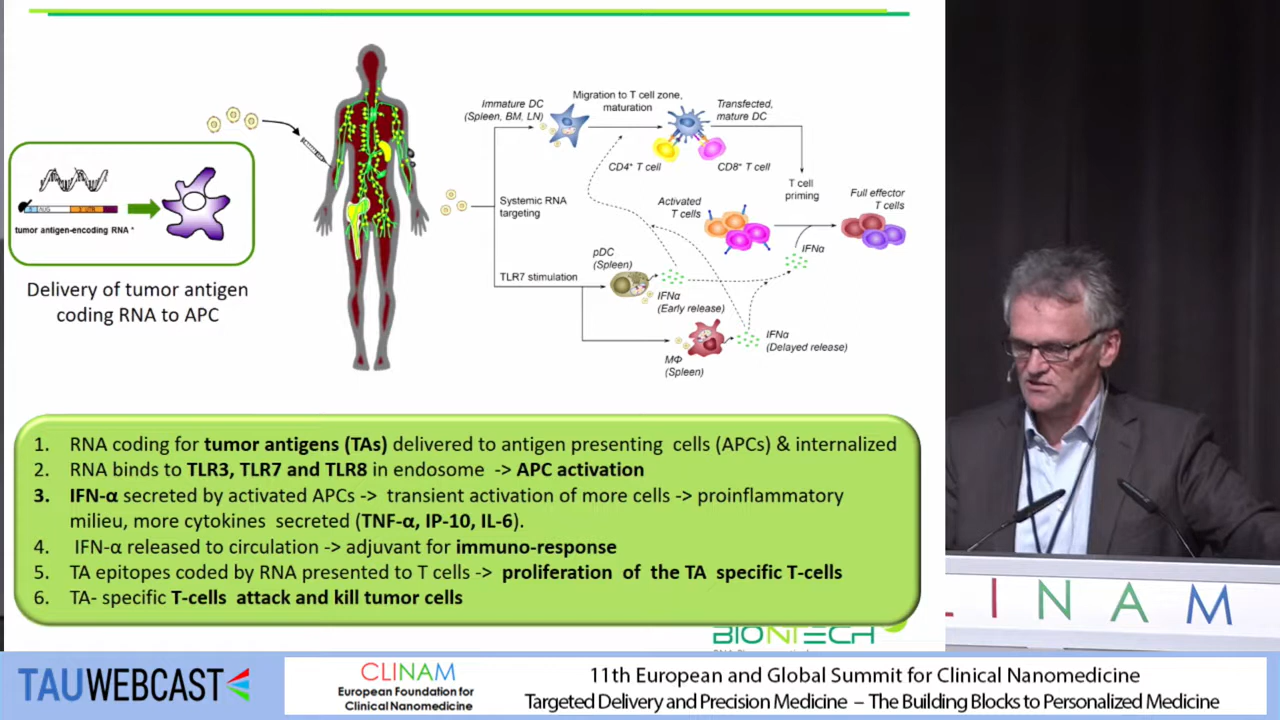 Immature DC
(Spleen, BM, LN)
Migration to T cell zone,
maturation
Transfected,
mature DC
CD4⁺ T cell
CD8⁺ T cell
T cell
priming
Systemic RNA
targeting
Activated
T cells
Full effector
T cells
IFNα
pDC
(Spleen)
TLR7 stimulation
IFNα
(Early release)
IFNα
(Delayed release)
MΦ
(Spleen)
AUG
tumor antigen-encoding RNA *
Delivery of tumor antigen
coding RNA to APC
1. RNA coding for tumor antigens (TAs) delivered to antigen presenting cells (APCs) & internalized
2. RNA binds to TLR3, TLR7 and TLR8 in endosome -> APC activation
3. IFN-α secreted by activated APCs -> transient activation of more cells -> proinflammatory
milieu, more cytokines secreted (TNF-α, IP-10, IL-6).
4. IFN-α released to circulation -> adjuvant for immuno-response
5. TA epitopes coded by RNA presented to T cells -> proliferation of the TA specific T-cells
6. TA- specific T-cells attack and kill tumor cells
BIONTECH
LINAM
TAUWEBCAST
CLINAM
European Foundation for
Clinical Nanomedicine
11th European and Global Summit for Clinical Nanomedicine
Targeted Delivery and Precision Medicine – The Building Blocks to Personalized Medicine